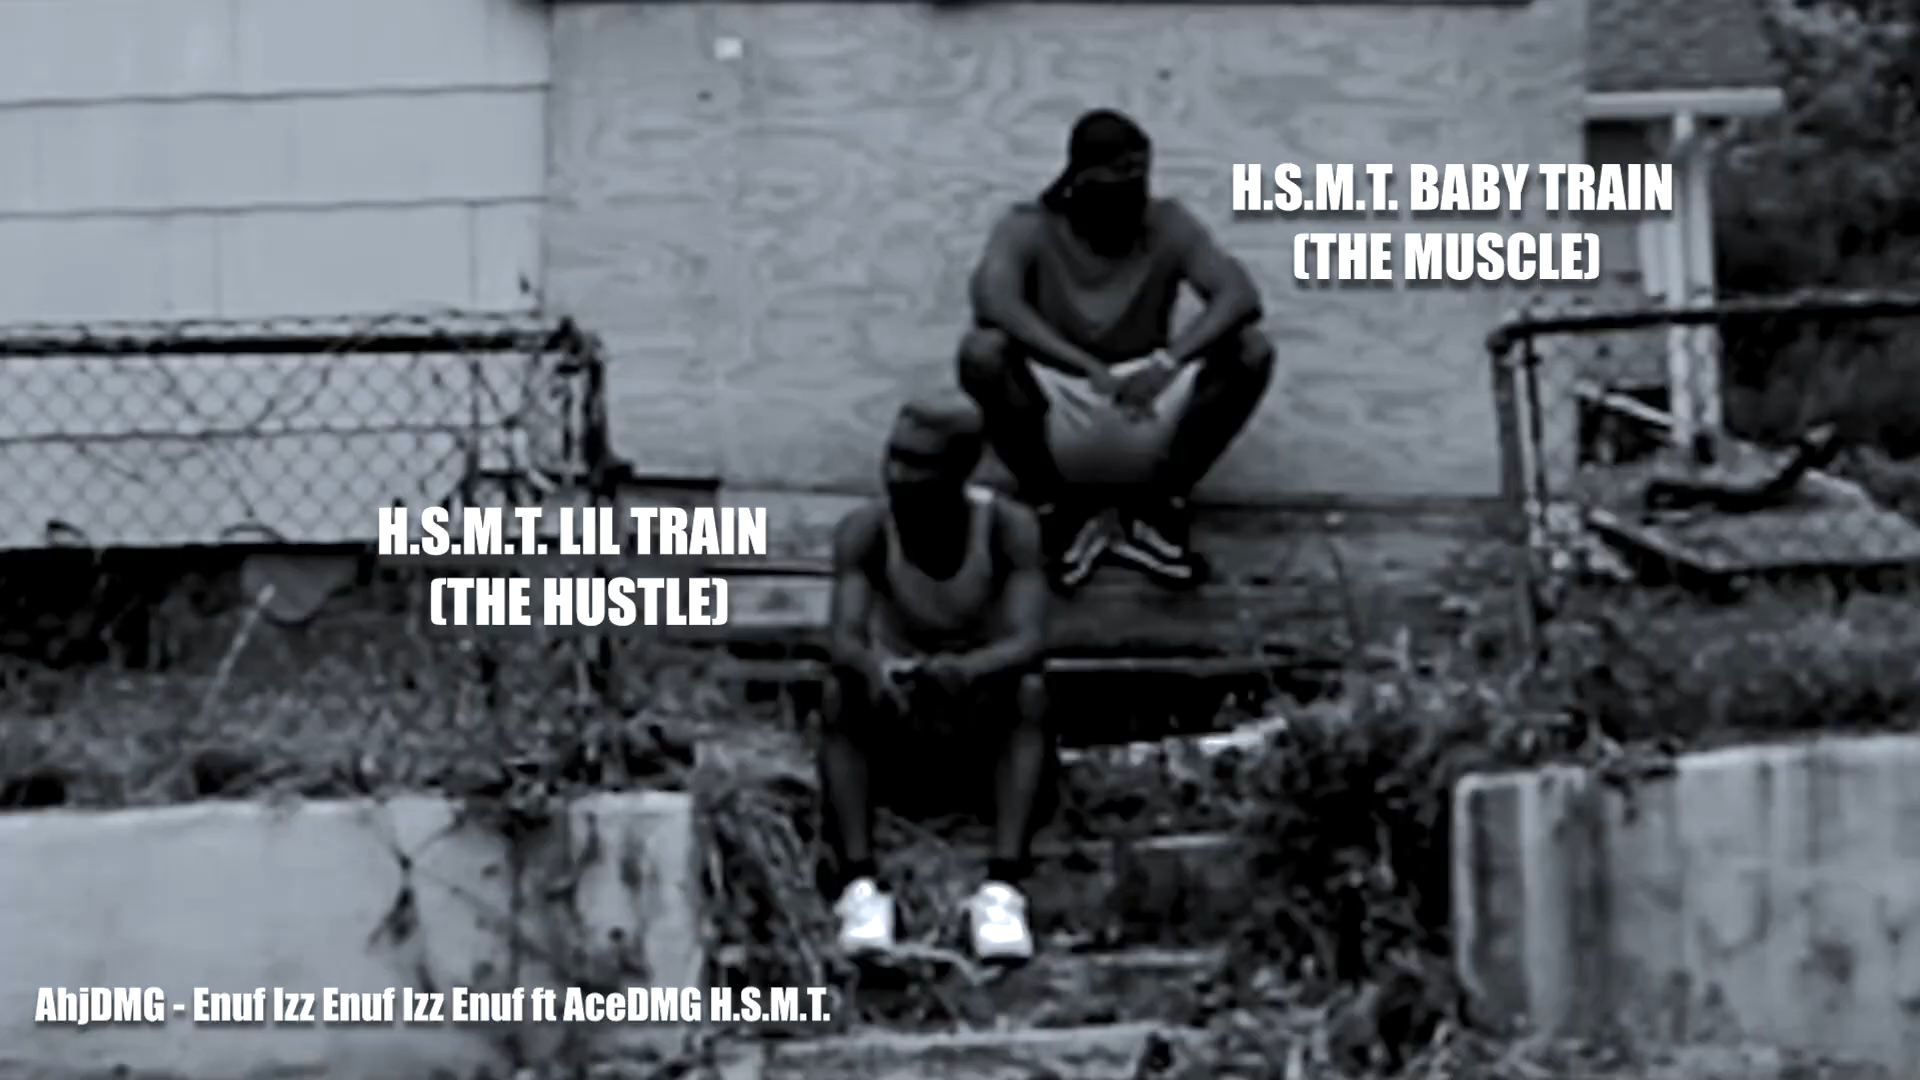 H.S.M.T. BABY TRAIN
(THE MUSCLE)
H.S.M.T. LIL TRAIN
(THE HUSTLE)
AhjDMG - Enuf Izz Enuf Izz Enuf ft AceDMG H.S.M.T.